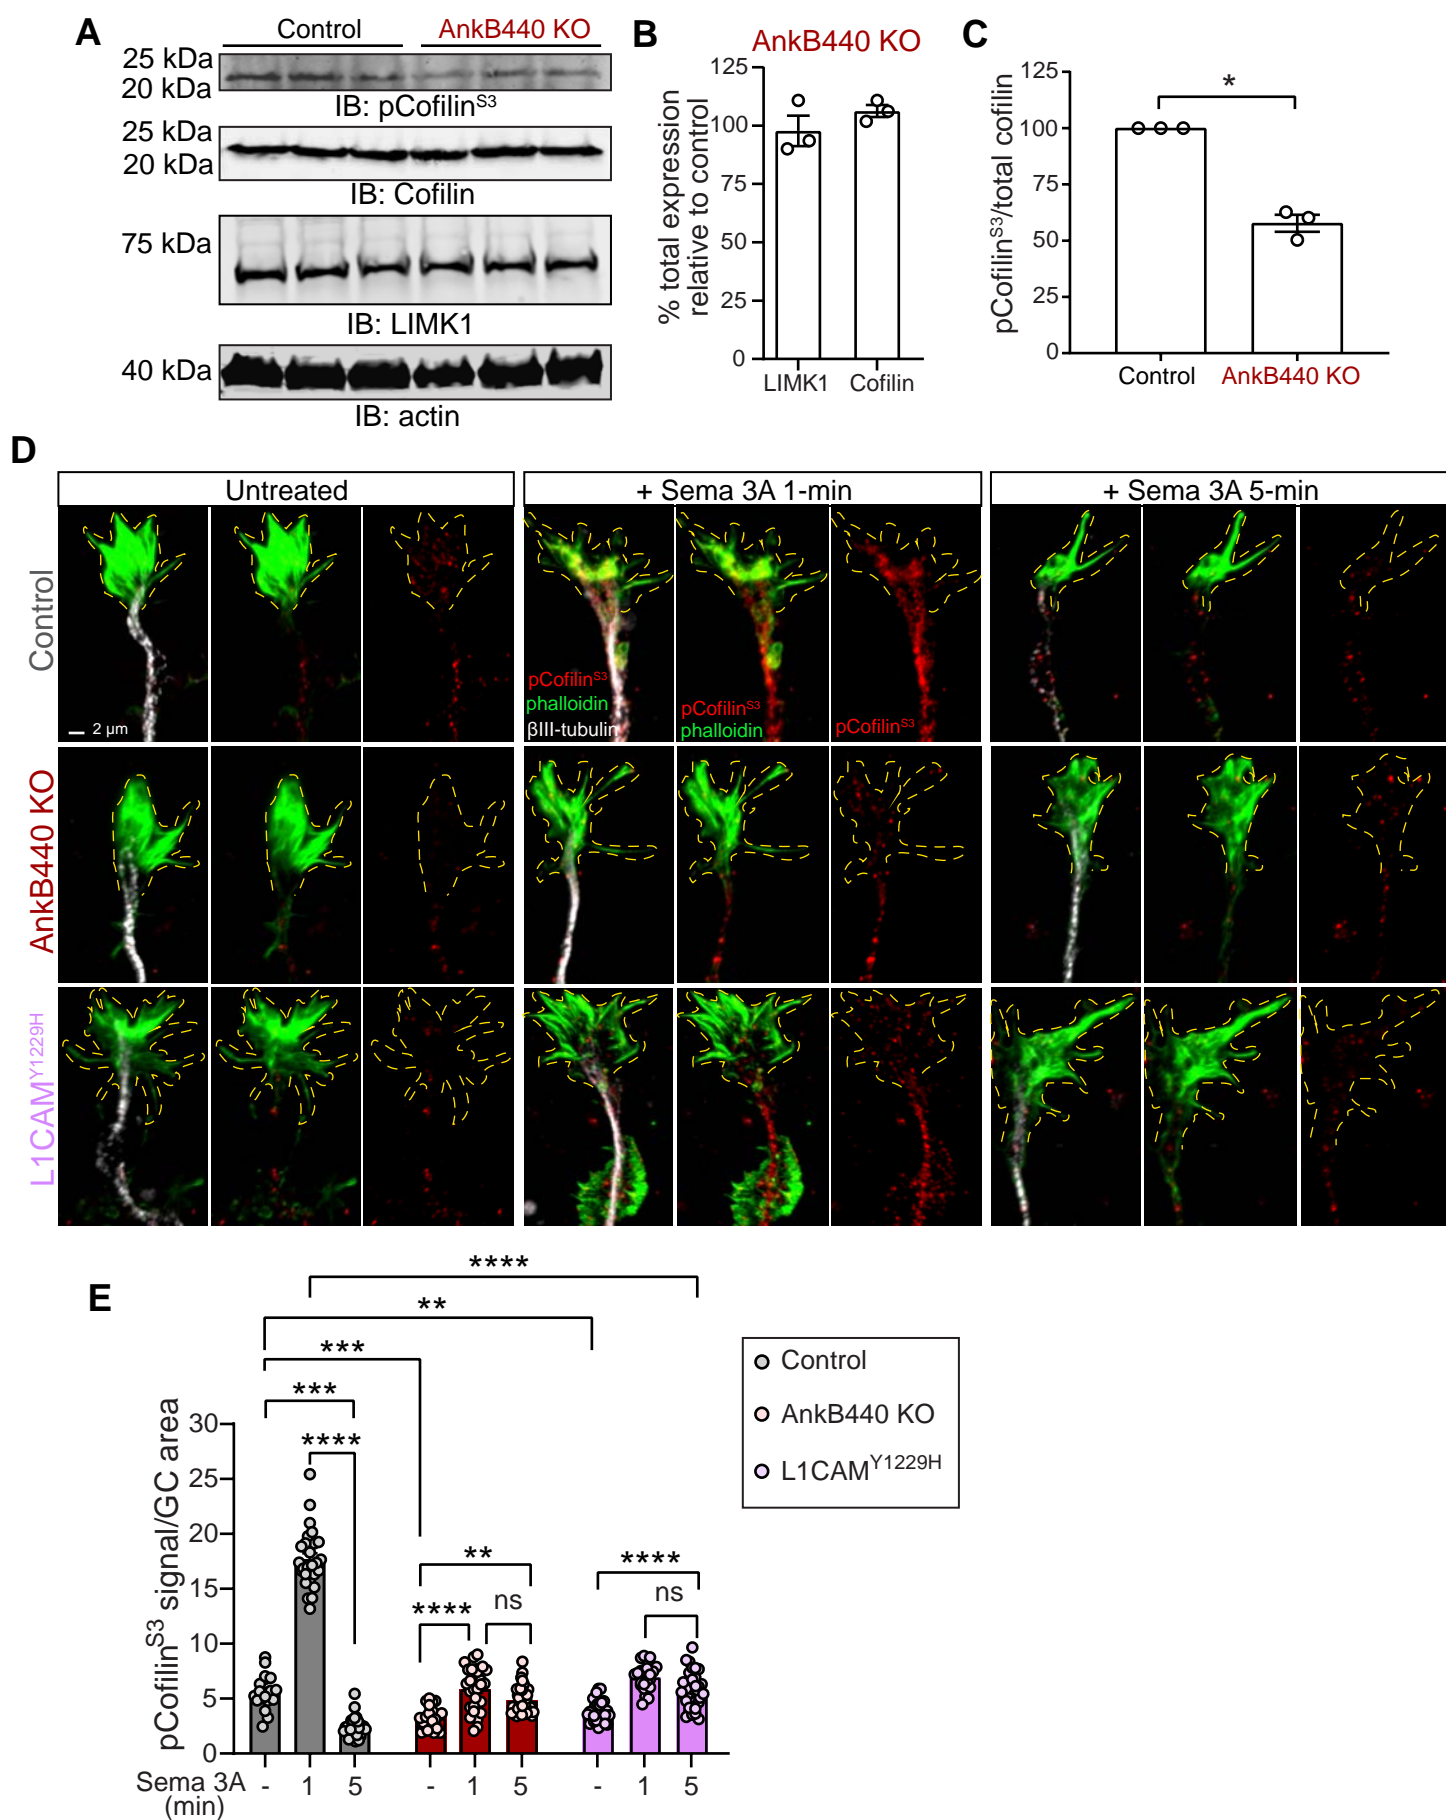 A
Control
AnkB440 KO
25 kDa
20 kDa
IB: pCofilinS3
25 kDa
20 kDa
IB: Cofilin
75 kDa
IB: LIMK1
40 kDa
IB: actin
B
AnkB440 KO
% total expression
relative to control
125
100
75
50
25
0
LIMK1 Cofilin
C
pCofilinS3/total cofilin
125
100
75
50
25
0
*
Control AnkB440 KO
D
Untreated
+ Sema 3A 1-min
+ Sema 3A 5-min
Control
2 μm
pCofilinS3
phalloidin
βIII-tubulin
pCofilinS3
phalloidin
pCofilinS3
AnkB440 KO
L1CAMY1229H
E
****
**
***
***
****
**
****
ns
****
ns
pCofilinS3 signal/GC area
30
25
20
15
10
5
0
Sema 3A
(min)
- 1 5 - 1 5 - 1 5
Control
AnkB440 KO
L1CAMY1229H